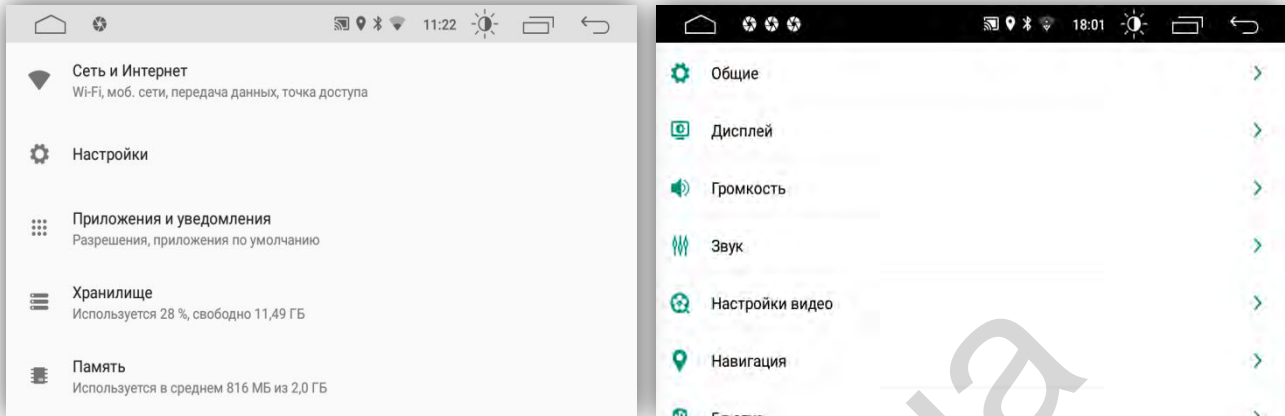 11:22
Сеть и Интернет
Wi-Fi, моб. сети, передача данных, точка доступа
Настройки
Приложения и уведомления
Разрешения, приложения по умолчанию
Хранилище
Используется 28 %, свободно 11,49 ГБ
Память
Используется в среднем 816 МБ из 2,0 ГБ
18:01
Общие
Дисплей
Громкость
Звук
Настройки видео
Навигация